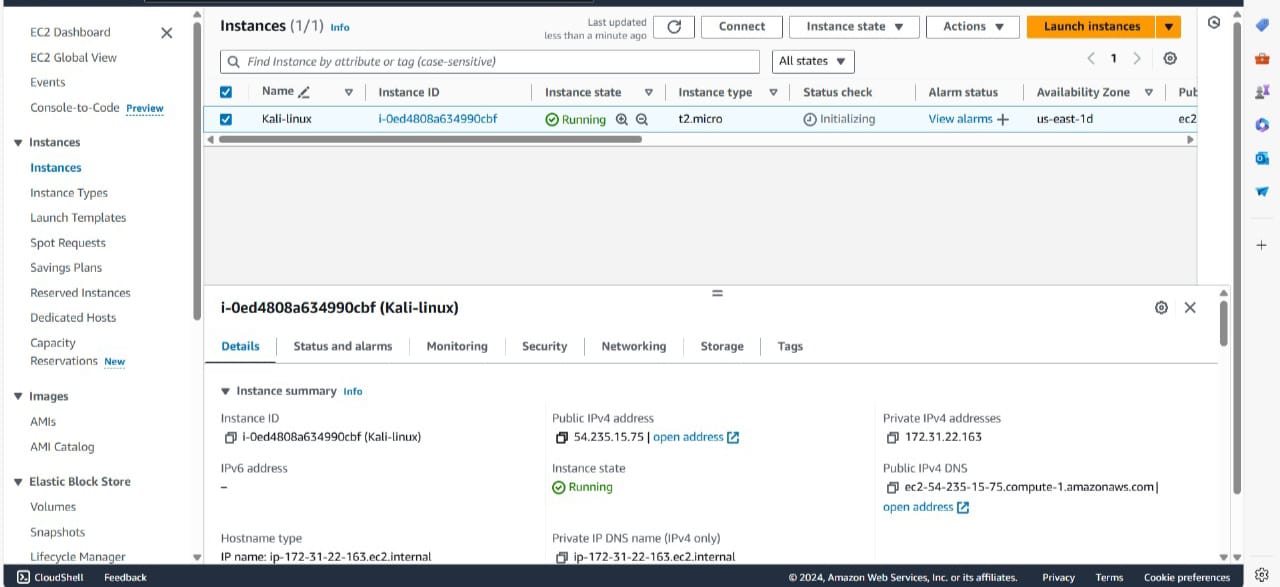 EC2 Dashboard
EC2 Global View
Events
Console-to-Code Preview
Instances
Instances
Instance Types
Launch Templates
Spot Requests
Savings Plans
Reserved Instances
Dedicated Hosts
Capacity
Reservations New
Images
AMIs
AMI Catalog
Elastic Block Store
Volumes
Snapshots
Lifecycle Manager
Instances (1/1) Info
Last updated
less than a minute ago
Connect
Instance state
Actions
Launch instances
Find Instance by attribute or tag (case-sensitive)
All states
1
Name Instance ID Instance state Instance type Status check Alarm status Availability Zone Pub
Kali-linux i-0ed4808a634990cbf Running t2.micro Initializing View alarms + us-east-1d ec2
i-0ed4808a634990cbf (Kali-linux)
Details Status and alarms Monitoring Security Networking Storage Tags
Instance summary Info
Instance ID
i-0ed4808a634990cbf (Kali-linux)
Public IPv4 address
54.235.15.75 | open address
Private IPv4 addresses
172.31.22.163
IPv6 address
–
Instance state
Running
Public IPv4 DNS
ec2-54-235-15-75.compute-1.amazonaws.com |
open address
Hostname type
IP name: ip-172-31-22-163.ec2.internal
Private IP DNS name (IPv4 only)
ip-172-31-22-163.ec2.internal
CloudShell Feedback
© 2024, Amazon Web Services, Inc. or its affiliates. Privacy Terms Cookie preferences